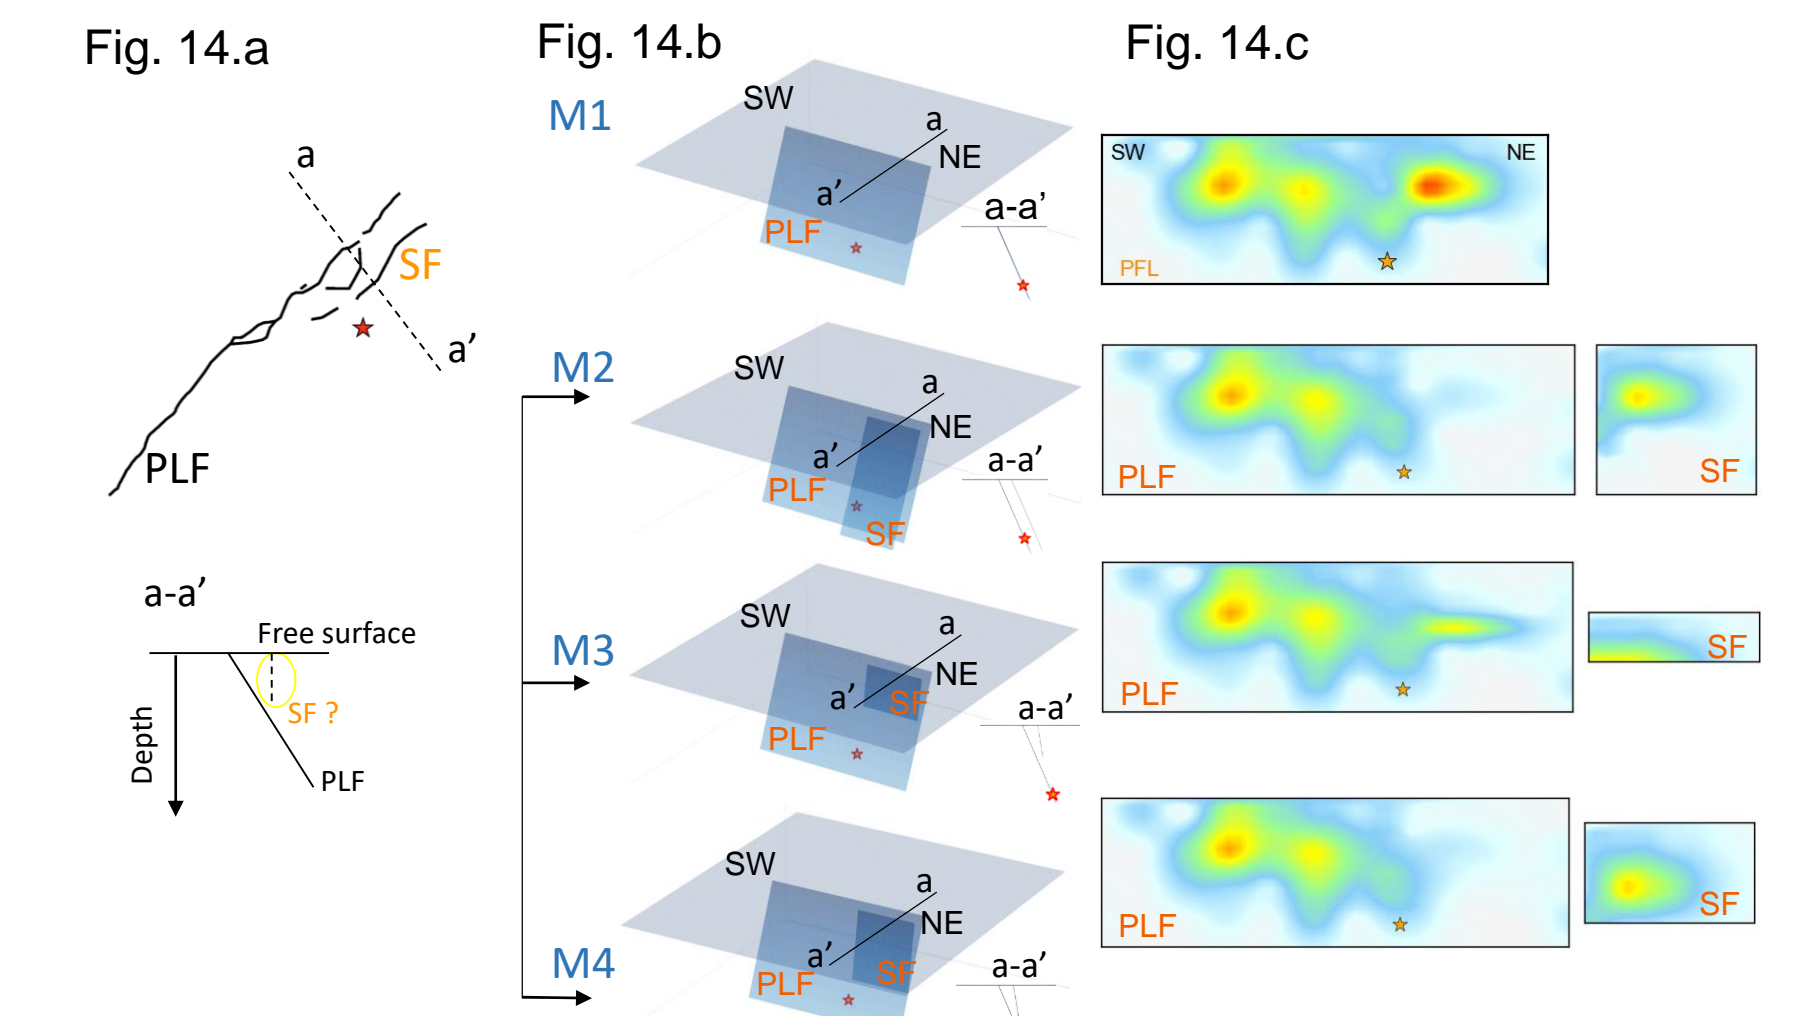 Fig. 14.a
a
SF
a’
PLF
a-a’
Free surface
SF ?
Depth
PLF
Fig. 14.b
M1
SW
a
NE
a’
PLF
a-a’
M2
SW
a
NE
a’
PLF
SF
a-a’
M3
SW
a
NE
a’
SF
PLF
a-a’
M4
SW
a
NE
a’
SF
PLF
a-a’
Fig. 14.c
SW
NE
PFL
PLF
SF
PLF
SF
PLF
SF